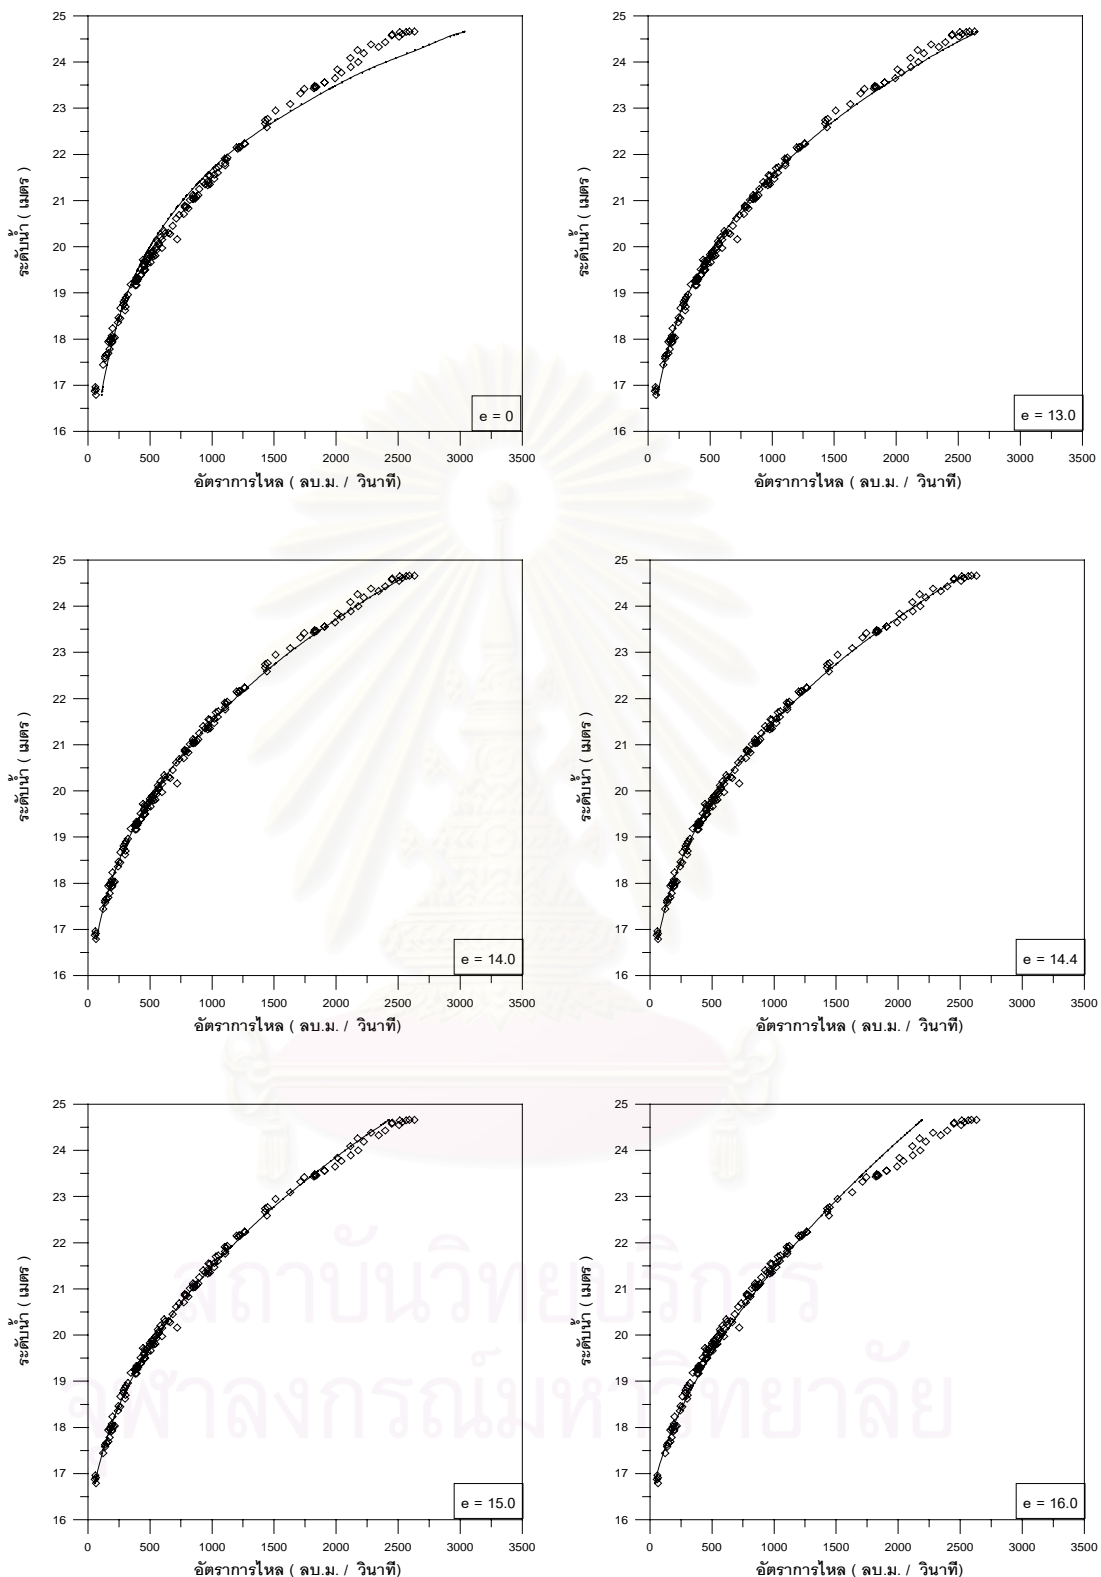 25
24
23
22
21
20
19
18
17
16
ระดับน้ำ ( เมตร )
e = 0
0 500 1000 1500 2000 2500 3000 3500
อัตราการไหล ( ลบ.ม. / วินาที)
25
24
23
22
21
20
19
18
17
16
ระดับน้ำ ( เมตร )
e = 13.0
0 500 1000 1500 2000 2500 3000 3500
อัตราการไหล ( ลบ.ม. / วินาที)
25
24
23
22
21
20
19
18
17
16
ระดับน้ำ ( เมตร )
e = 14.0
0 500 1000 1500 2000 2500 3000 3500
อัตราการไหล ( ลบ.ม. / วินาที)
25
24
23
22
21
20
19
18
17
16
ระดับน้ำ ( เมตร )
e = 14.4
0 500 1000 1500 2000 2500 3000 3500
อัตราการไหล ( ลบ.ม. / วินาที)
25
24
23
22
21
20
19
18
17
16
ระดับน้ำ ( เมตร )
e = 15.0
0 500 1000 1500 2000 2500 3000 3500
อัตราการไหล ( ลบ.ม. / วินาที)
25
24
23
22
21
20
19
18
17
16
ระดับน้ำ ( เมตร )
e = 16.0
0 500 1000 1500 2000 2500 3000 3500
อัตราการไหล ( ลบ.ม. / วินาที)
สถาบันวิทยบริการ
จุฬาลงกรณ์มหาวิทยาลัย